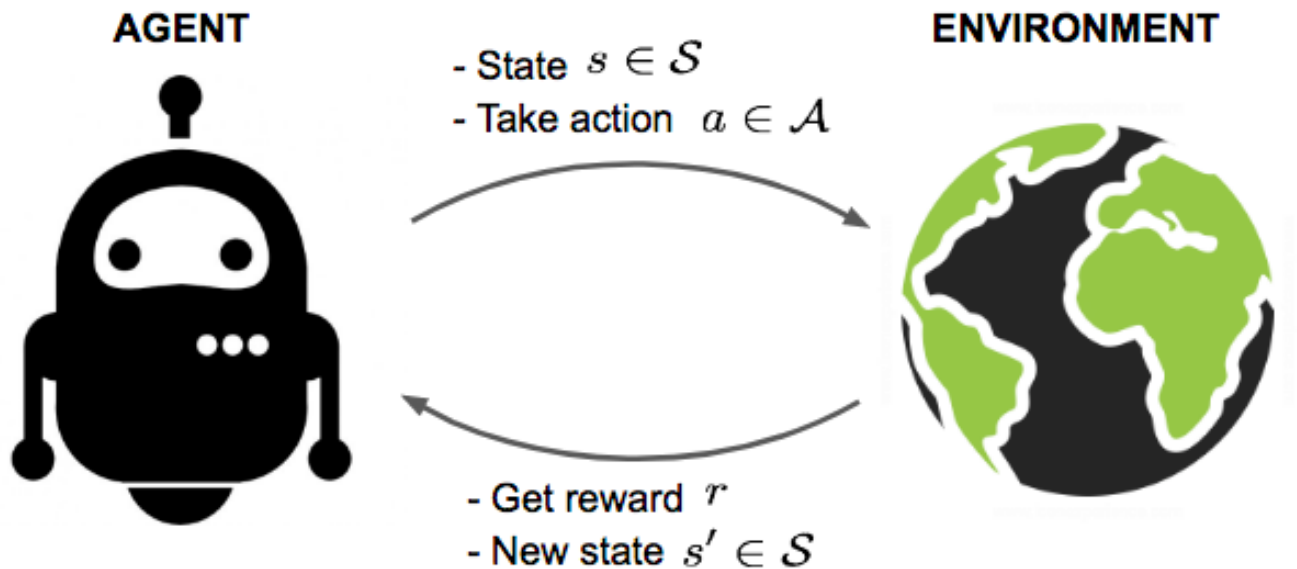 AGENT
ENVIRONMENT
- State s ∈ 𝒮
- Take action a ∈ 𝒜
- Get reward r
- New state s′ ∈ 𝒮